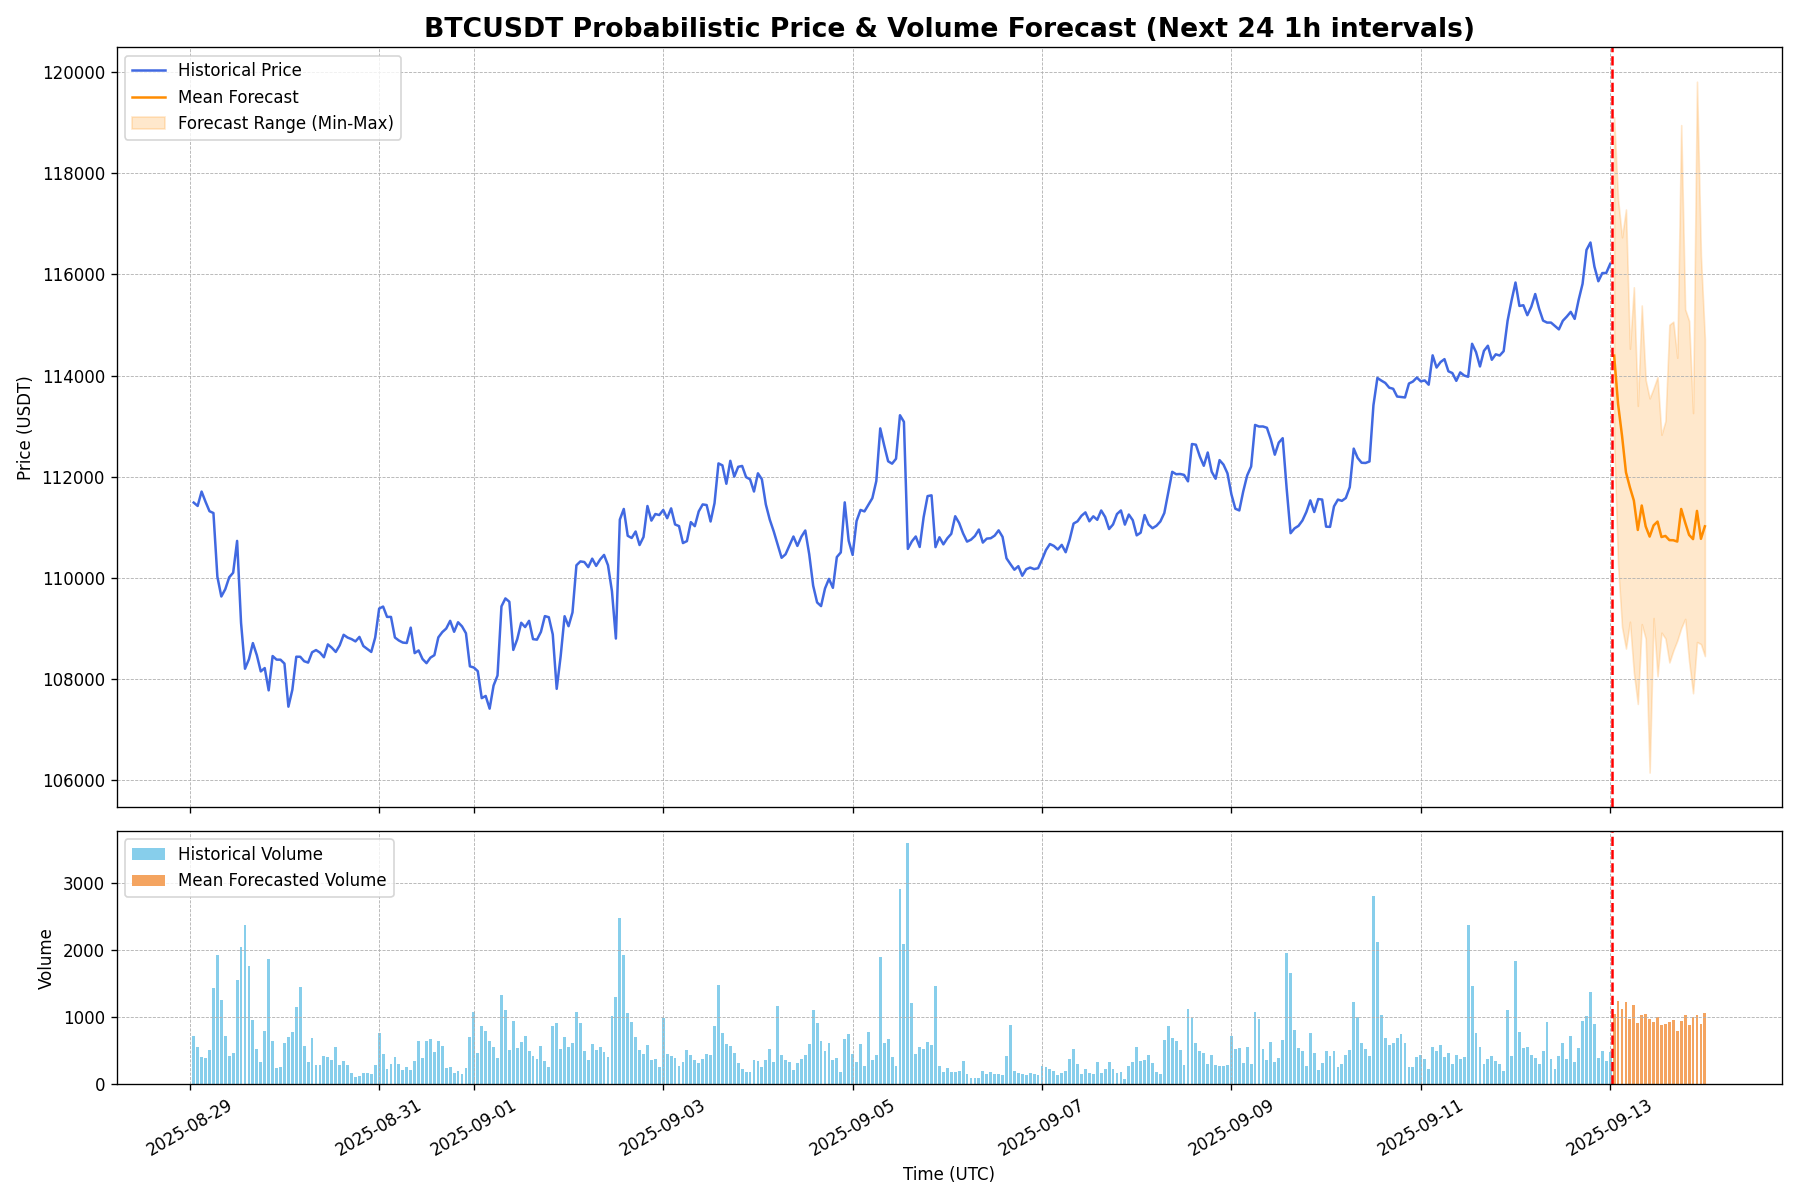 BTCUSDT Probabilistic Price & Volume Forecast (Next 24 1h intervals)
Historical Price
Mean Forecast
Forecast Range (Min-Max)
Price (USDT)
120000
118000
116000
114000
112000
110000
108000
106000
Historical Volume
Mean Forecasted Volume
Volume
3000
2000
1000
0
2025-08-29
2025-08-31
2025-09-01
2025-09-03
2025-09-05
2025-09-07
2025-09-09
2025-09-11
2025-09-13
Time (UTC)